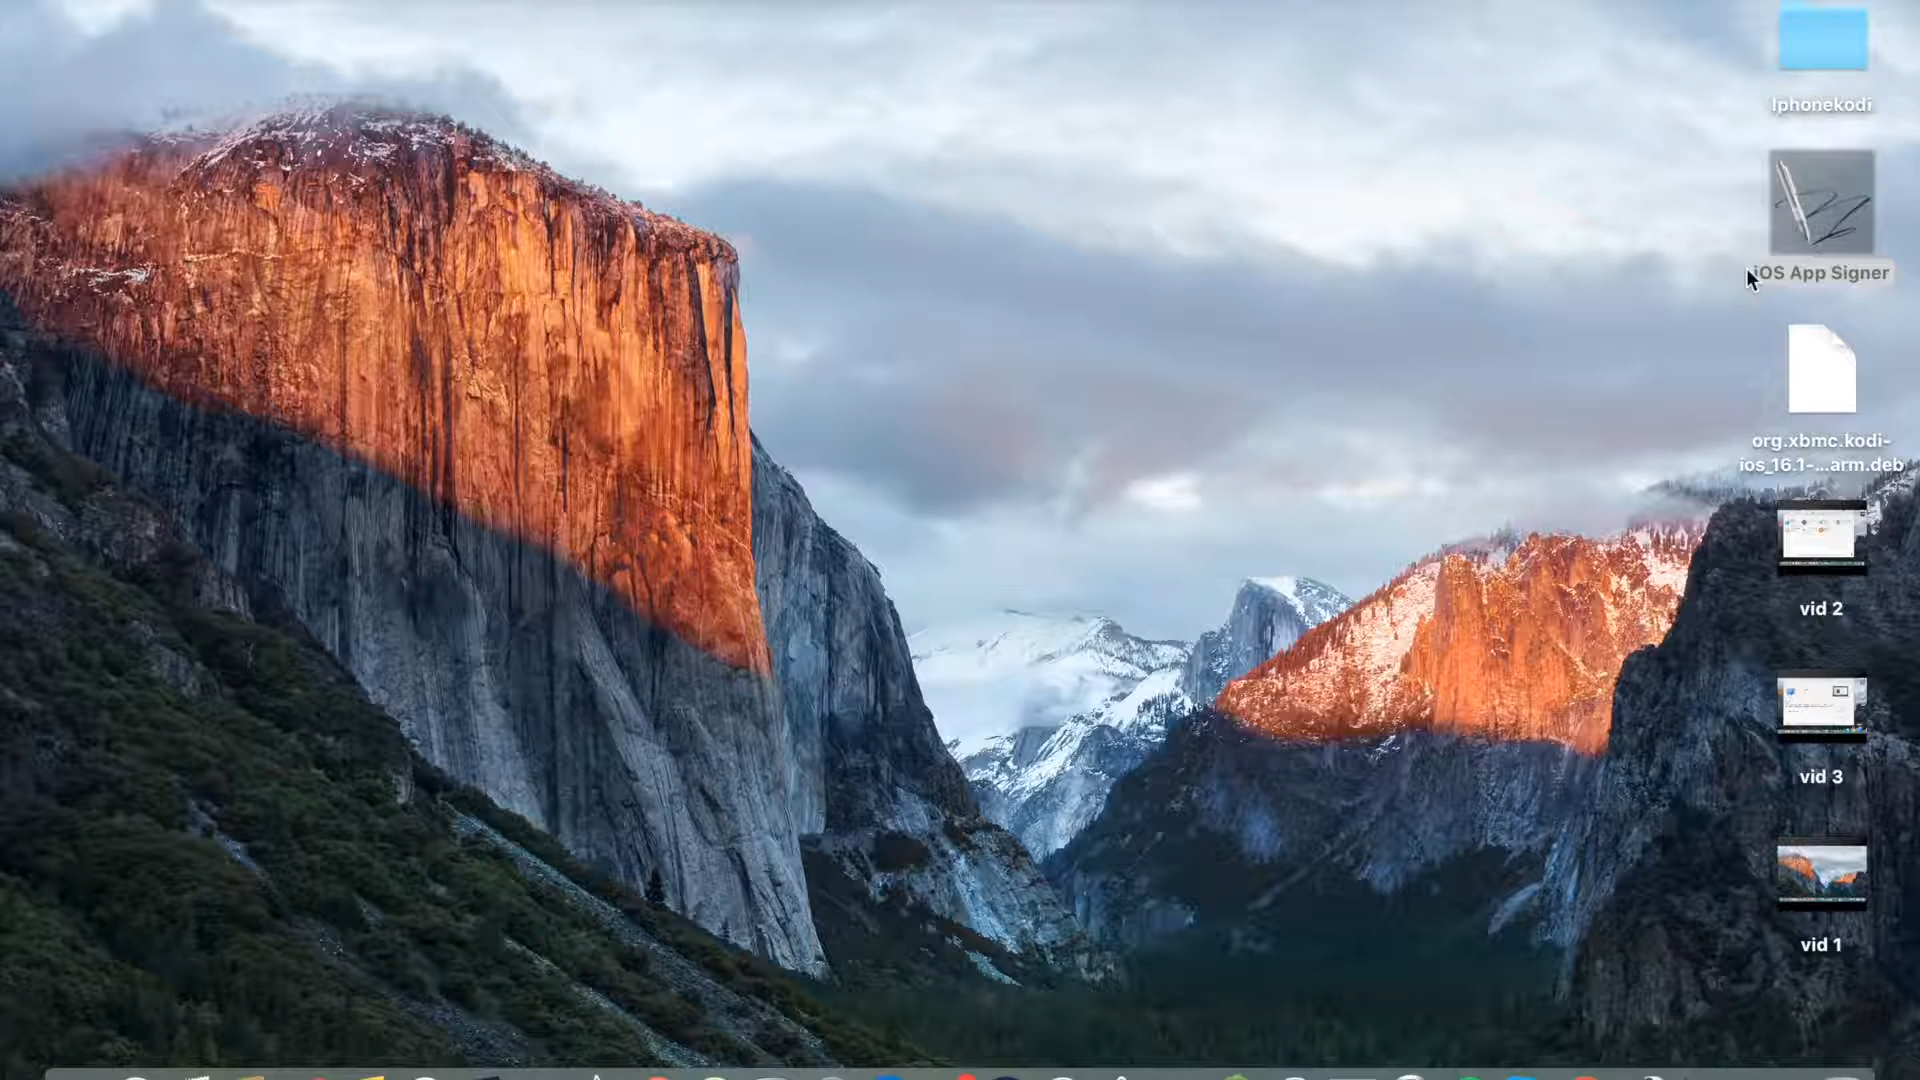 Iphonekodi
iOS App Signer
org.xbmc.kodi-
ios_16.1-...arm.deb
vid 2
vid 3
vid 1